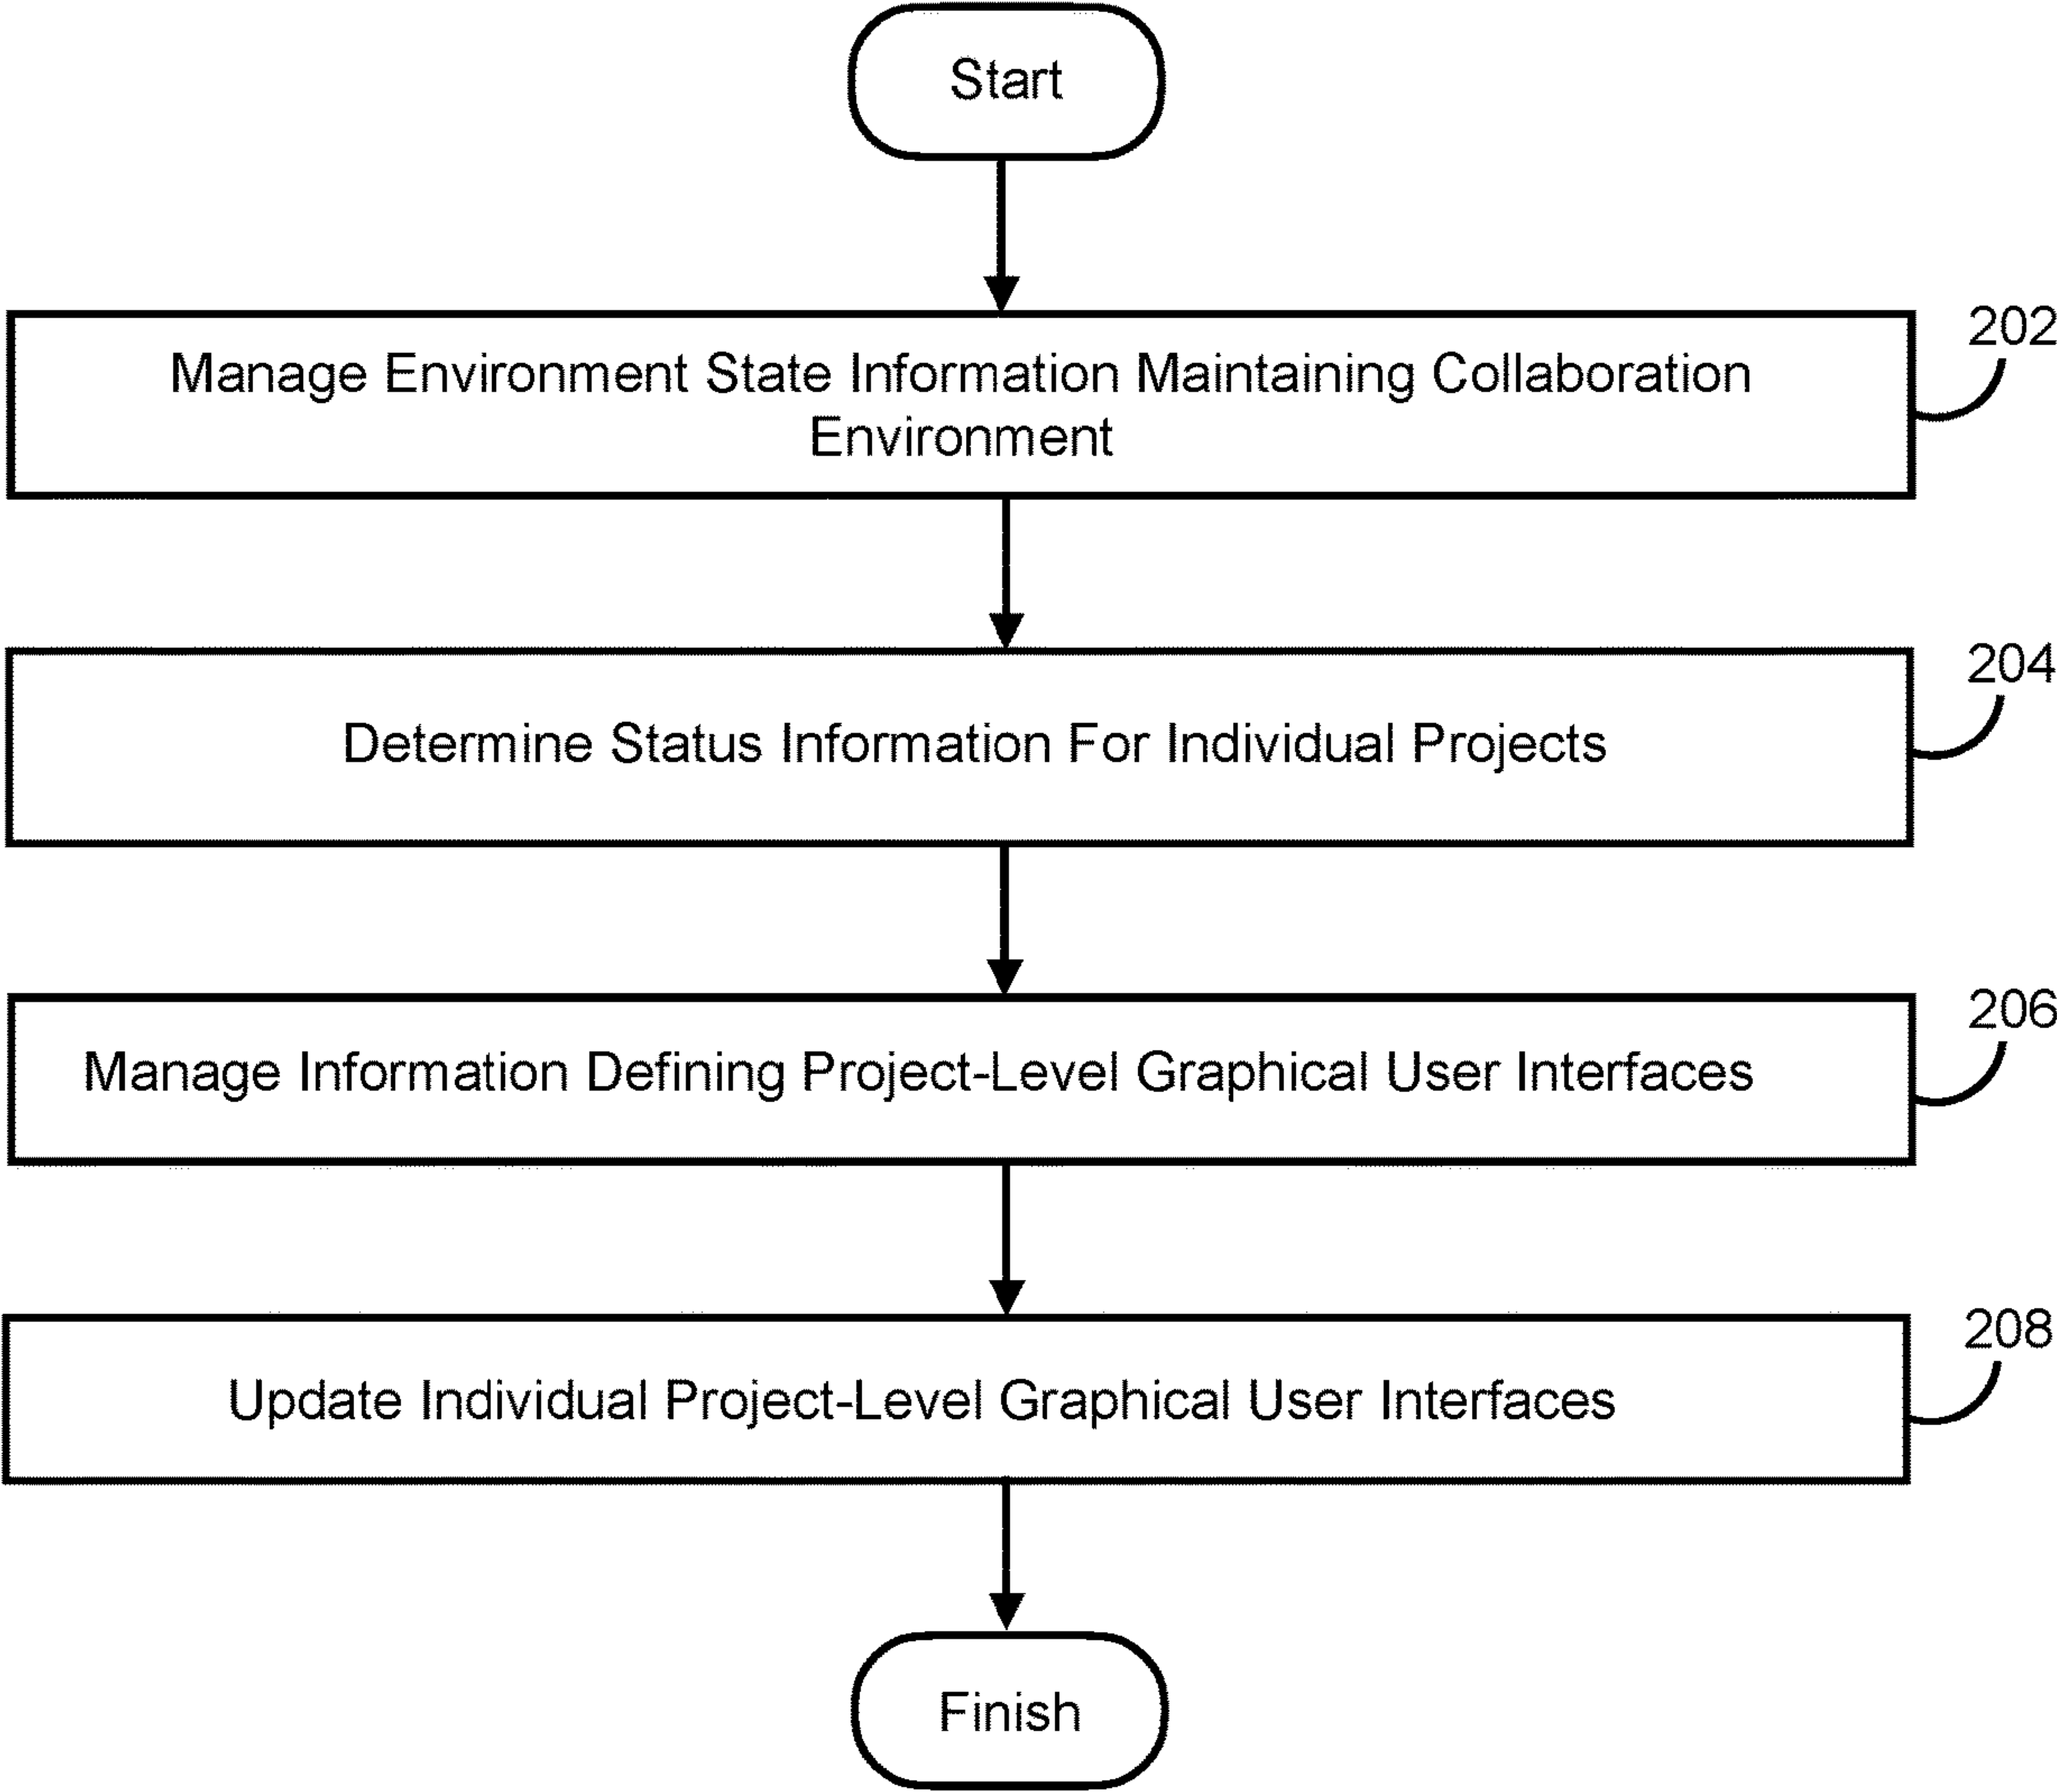 Start
202
Manage Environment State Information Maintaining Collaboration
Environment
204
Determine Status Information For Individual Projects
206
Manage Information Defining Project-Level Graphical User Interfaces
208
Update Individual Project-Level Graphical User Interfaces
Finish